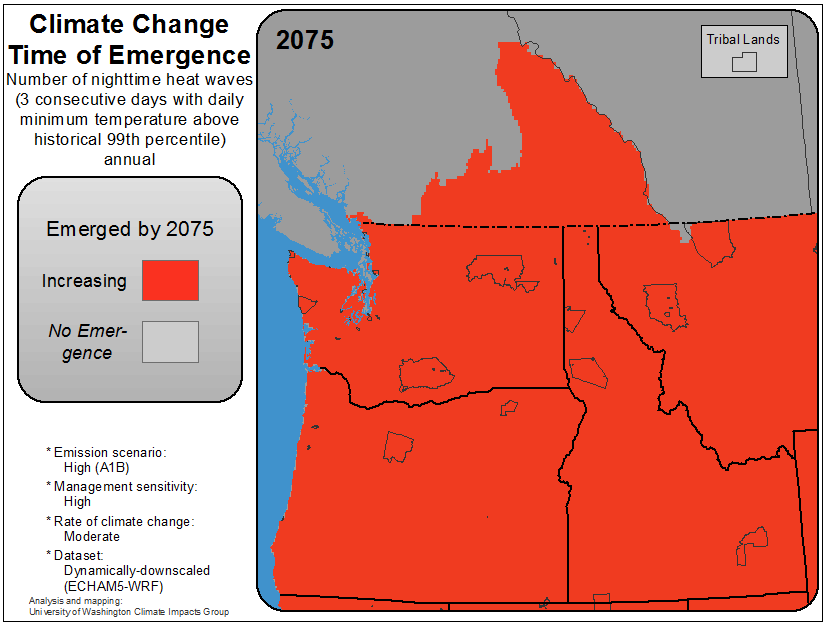 Climate Change
Time of Emergence
Number of nighttime heat waves
(3 consecutive days with daily
minimum temperature above
historical 99th percentile)
annual
Emerged by 2075
Increasing
No Emer-
gence
* Emission scenario:
High (A1B)
* Management sensitivity:
High
* Rate of climate change:
Moderate
* Dataset:
Dynamically-downscaled
(ECHAM5-WRF)
Analysis and mapping:
University of Washington Climate Impacts Group
2075
Tribal Lands